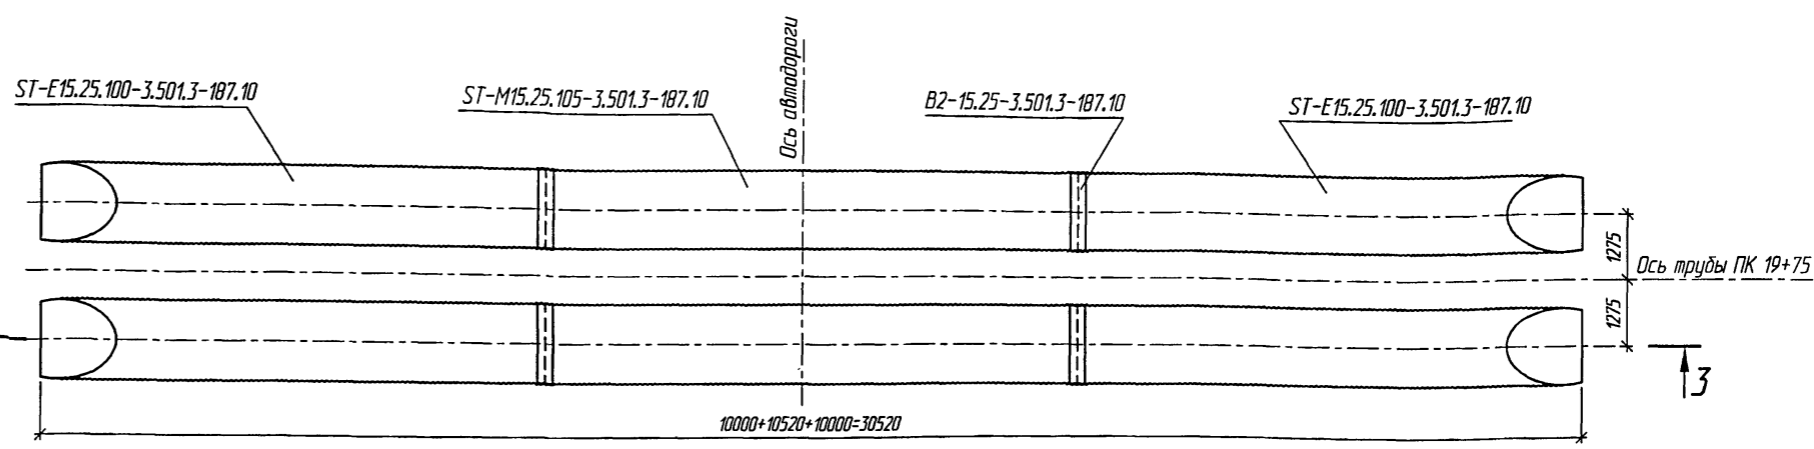 Ось автодороги
ST-E15.25.100-3.501.3-187.10
ST-M15.25.105-3.501.3-187.10
B2-15.25-3.501.3-187.10
ST-E15.25.100-3.501.3-187.10
1275
Ось трубы ПК 19+75
1275
3
10000+10520+10000=30520